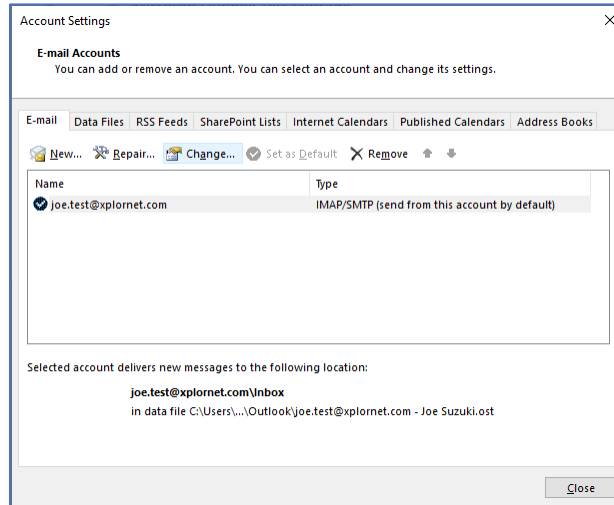 Account Settings
E-mail Accounts
You can add or remove an account. You can select an account and change its settings.
E-mail Data Files RSS Feeds SharePoint Lists Internet Calendars Published Calendars Address Books
New... Repair... Change... Set as Default Remove
Name Type
joe.test@xplornet.com IMAP/SMTP (send from this account by default)
Selected account delivers new messages to the following location:
joe.test@xplornet.com\Inbox
in data file C:\Users\...\Outlook\joe.test@xplornet.com - Joe Suzuki.ost
Close